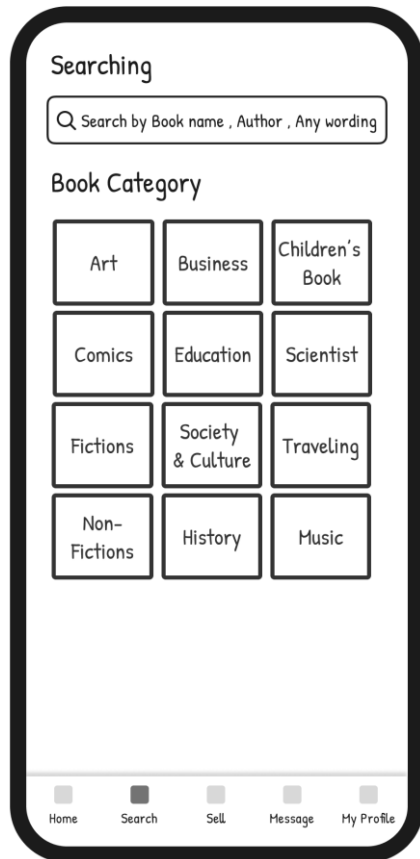 Searching
Search by Book name , Author , Any wording
Book Category
Art
Business
Children's
Book
Comics
Education
Scientist
Fictions
Society
& Culture
Traveling
Non-
Fictions
History
Music
Home
Search
Sell
Message
My Profile